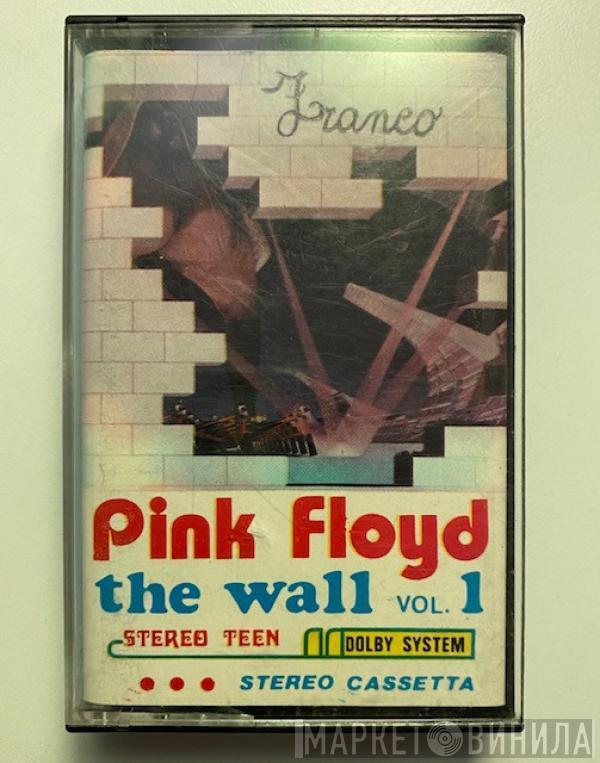 Franco
Pink Floyd
the wall VOL. 1
STEREO TEEN
DOLBY SYSTEM
STEREO CASSETTA
МАРКЕТ ВИНИЛА